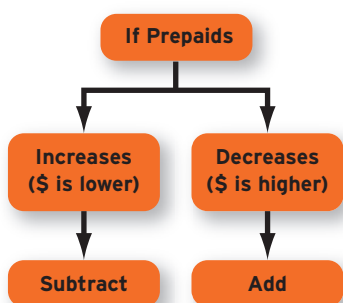 If Prepaids
Increases
($ is lower)
Decreases
($ is higher)
Subtract
Add